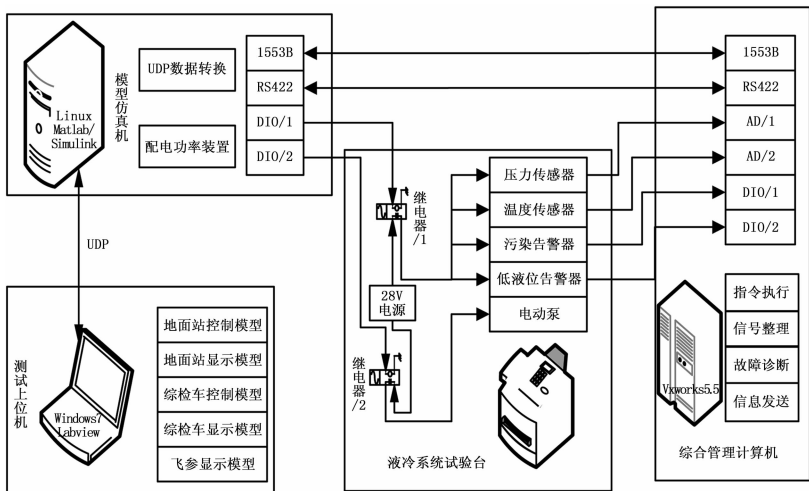 Linux
Matlab/
Simulink
模型仿真机
UDP数据转换
配电功率装置
1553B
RS422
DIO/1
DIO/2
UDP
测试上位机
Windows7
Labview
地面站控制模型
地面站显示模型
综检车控制模型
综检车显示模型
飞参显示模型
继电器/1
28V
电源
继电器/2
压力传感器
温度传感器
污染告警器
低液位告警器
电动泵
液冷系统试验台
1553B
RS422
AD/1
AD/2
DIO/1
DIO/2
Vxworks5.5
指令执行
信号整理
故障诊断
信息发送
综合管理计算机